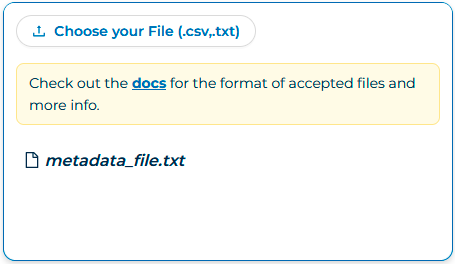 Choose your File (.csv,.txt)
Check out the docs for the format of accepted files and
more info.
metadata_file.txt